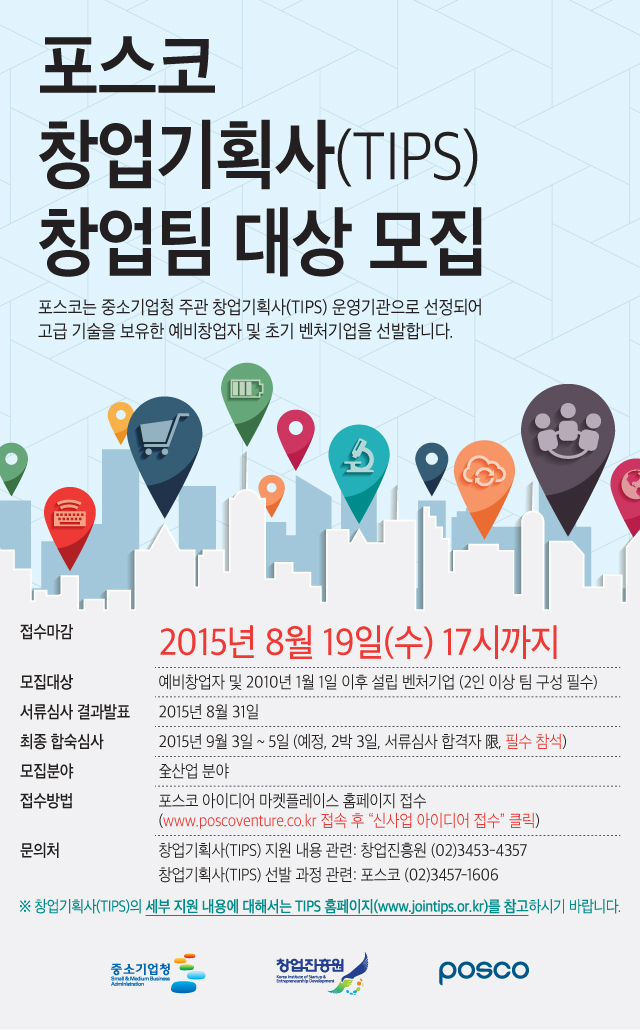 포스코
창업기획사(TIPS)
창업팀 대상 모집
포스코는 중소기업청 주관 창업기획사(TIPS) 운영기관으로 선정되어
고급 기술을 보유한 예비창업자 및 초기 벤처기업을 선발합니다.
접수마감 2015년 8월 19일(수) 17시까지
모집대상 예비창업자 및 2010년 1월 1일 이후 설립 벤처기업 (2인 이상 팀 구성 필수)
서류심사 결과발표 2015년 8월 31일
최종 합숙심사 2015년 9월 3일 ~ 5일 (예정, 2박 3일, 서류심사 합격자 限, 필수 참석)
모집분야 全산업 분야
접수방법 포스코 아이디어 마켓플레이스 홈페이지 접수
(www.poscoventure.co.kr 접속 후 “신사업 아이디어 접수” 클릭)
문의처 창업기획사(TIPS) 지원 내용 관련: 창업진흥원 (02)3453-4357
창업기획사(TIPS) 선발 과정 관련: 포스코 (02)3457-1606
※ 창업기획사(TIPS)의 세부 지원 내용에 대해서는 TIPS 홈페이지(www.jointips.or.kr)를 참고하시기 바랍니다.
중소기업청
Small & Medium Business
Administration
창업진흥원
Korea Institute of Startup &
Entrepreneurship Development
posco